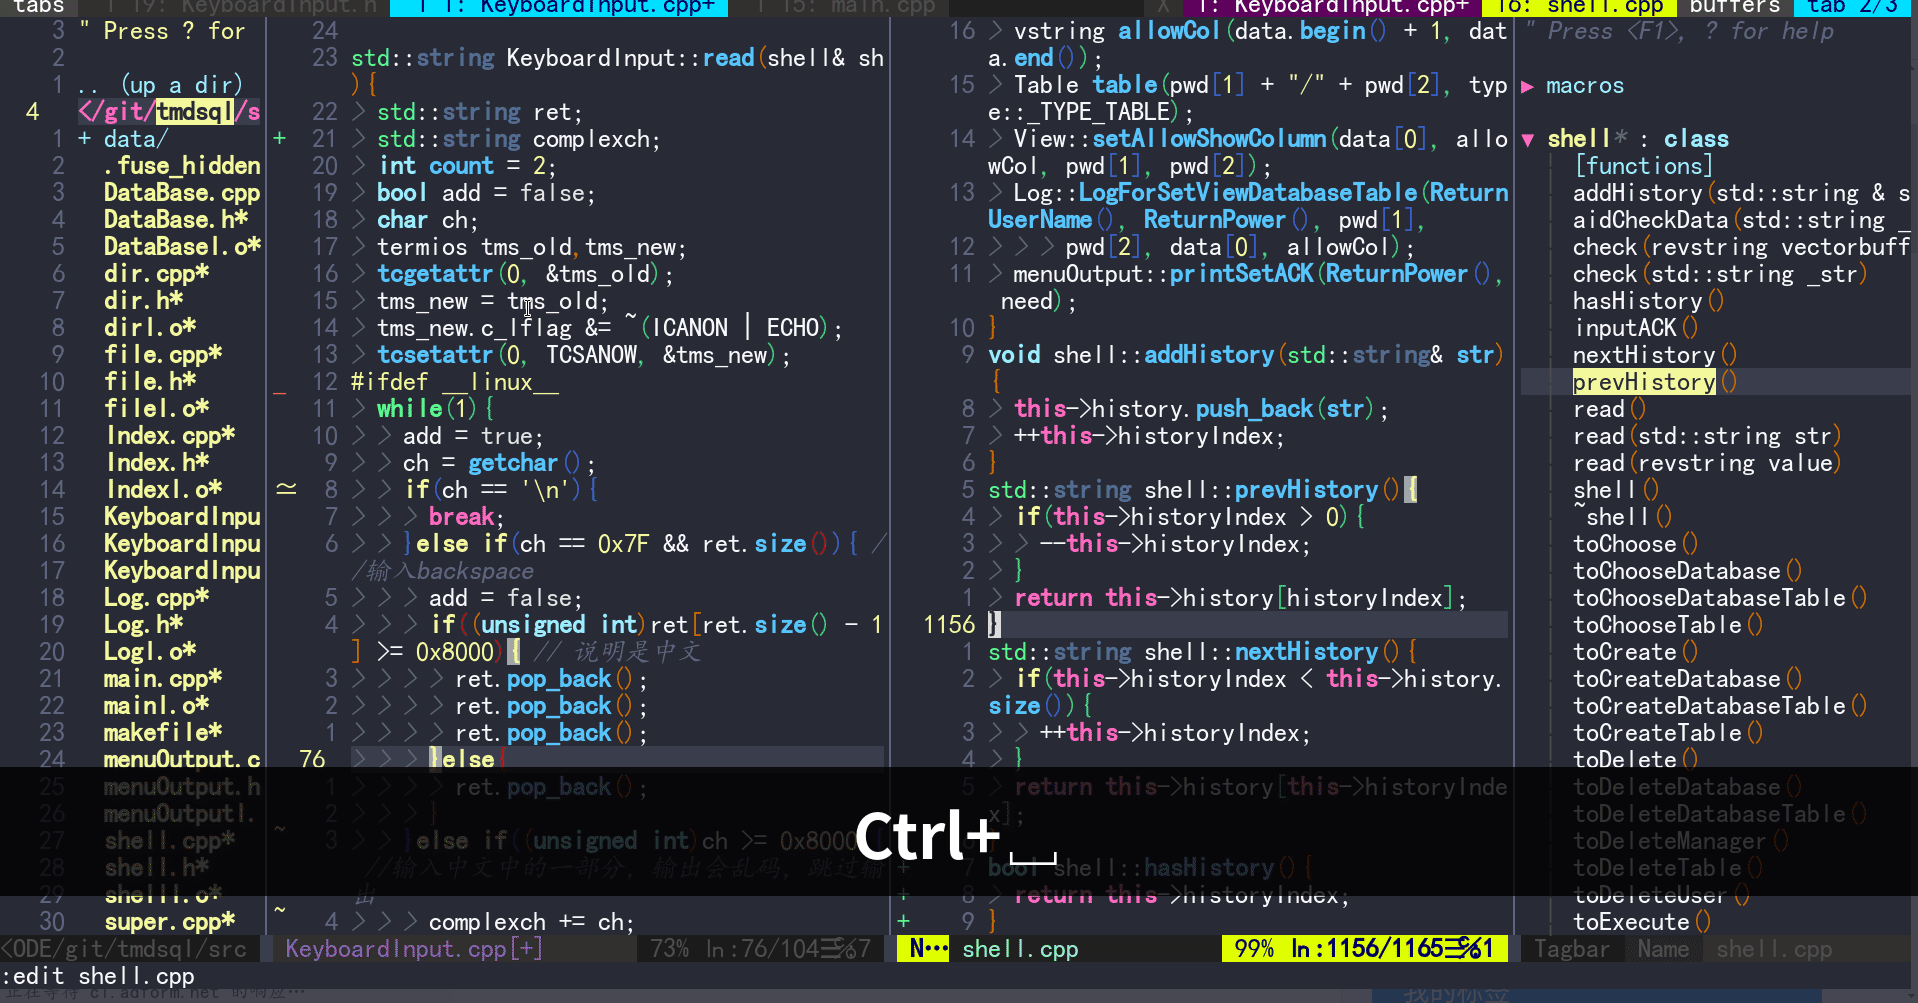 tabs
1 19: KeyboardInput.h
1 1: KeyboardInput.cpp+
1 15: main.cpp
X
1: KeyboardInput.cpp+
16: shell.cpp
buffers
tab 2/3
3 " Press ? for
2
1 .. (up a dir)
4 </git/tmdsql/s
1 + data/
2 .fuse_hidden
3 DataBase.cpp
4 DataBase.h*
5 DataBasel.o*
6 dir.cpp*
7 dir.h*
8 dirl.o*
9 file.cpp*
10 file.h*
11 filel.o*
12 Index.cpp*
13 Index.h*
14 Indexl.o*
15 KeyboardInpu
16 KeyboardInpu
17 KeyboardInpu
18 Log.cpp*
19 Log.h*
20 Logl.o*
21 main.cpp*
22 mainl.o*
23 makefile*
24 menuOutput.c
25 menuOutput.h
26 menuOutputl.
27 shell.cpp*
28 shell.h*
29 shelll.o*
30 super.cpp*
<ODE/git/tmdsql/src
24
23 std::string KeyboardInput::read(shell& sh
){
22 > std::string ret;
+ 21 > std::string complexch;
20 > int count = 2;
19 > bool add = false;
18 > char ch;
17 > termios tms_old,tms_new;
16 > tcgetattr(0, &tms_old);
15 > tms_new = tms_old;
14 > tms_new.c_lflag &= ~(ICANON | ECHO);
13 > tcsetattr(0, TCSANOW, &tms_new);
_ 12 #ifdef __linux__
11 > while(1){
10 > > add = true;
9 > > ch = getchar();
≃ 8 > > if(ch == '\n'){
7 > > > break;
6 > > }else if(ch == 0x7F && ret.size()){ /
/输入backspace
5 > > > add = false;
4 > > > if((unsigned int)ret[ret.size() - 1
] >= 0x8000){ // 说明是中文
3 > > > > ret.pop_back();
2 > > > > ret.pop_back();
1 > > > > ret.pop_back();
76 > > > }else{
1 > > > > ret.pop_back();
2 > > > }
~ 3 > > }else if((unsigned int)ch >= 0x8000
//输入中文中的一部分, 输出会乱码, 跳过输
出
~ 4 > > > complexch += ch;
KeyboardInput.cpp[+] 73% ln:76/104☰℅67
16 > vstring allowCol(data.begin() + 1, dat
a.end());
15 > Table table(pwd[1] + "/" + pwd[2], typ
e::_TYPE_TABLE);
14 > View::setAllowShowColumn(data[0], allo
wCol, pwd[1], pwd[2]);
13 > Log::LogForSetViewDatabaseTable(Return
UserName(), ReturnPower(), pwd[1],
12 > > > pwd[2], data[0], allowCol);
11 > menuOutput::printSetACK(ReturnPower(),
need);
10 }
9 void shell::addHistory(std::string& str)
{
8 > this->history.push_back(str);
7 > ++this->historyIndex;
6 }
5 std::string shell::prevHistory(){
4 > if(this->historyIndex > 0){
3 > > --this->historyIndex;
2 > }
1 > return this->history[historyIndex];
1156 }
1 std::string shell::nextHistory(){
2 > if(this->historyIndex < this->history.
size()){
3 > > ++this->historyIndex;
4 > }
5 > return this->history[this->historyInde
x];
+ 7 bool shell::hasHistory(){
+ 8 > return historyIndex;
+ 9 }
N⋯ shell.cpp 99% ln:1156/1165☰℅1
" Press <F1>, ? for help
▶ macros
▼ shell* : class
[functions]
addHistory(std::string & s
aidCheckData(std::string _
check(revstring vectorbuff
check(std::string _str)
hasHistory()
inputACK()
nextHistory()
prevHistory()
read()
read(std::string str)
read(revstring value)
shell()
~shell()
toChoose()
toChooseDatabase()
toChooseDatabaseTable()
toChooseTable()
toCreate()
toCreateDatabase()
toCreateDatabaseTable()
toCreateTable()
toDelete()
toDeleteDatabase()
toDeleteDatabaseTable()
toDeleteManager()
toDeleteTable()
toDeleteUser()
toExecute()
Tagbar Name shell.cpp
Ctrl+⎵
:edit shell.cpp
正在等待 cl.adform.net 的响应…
我的标签